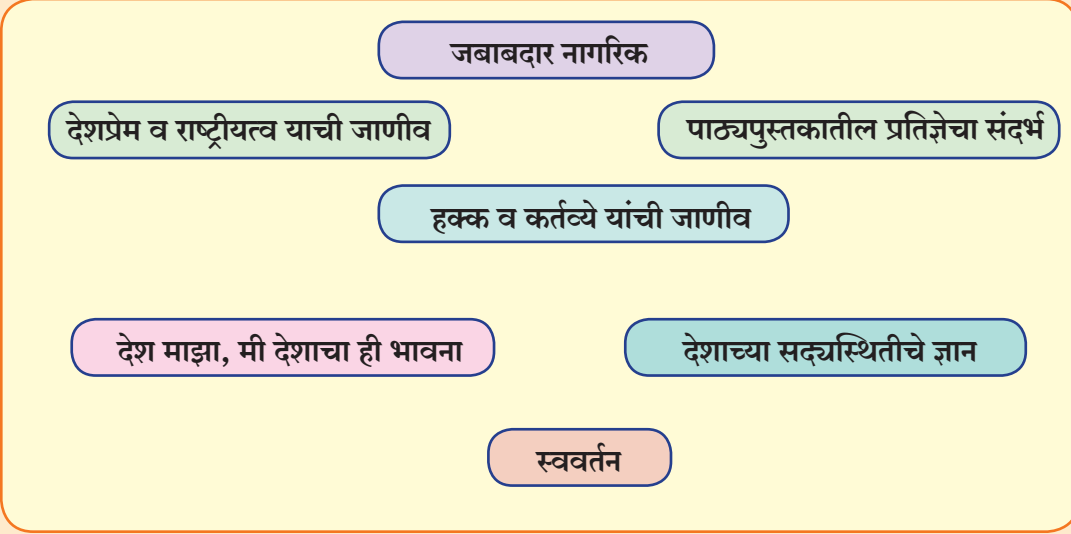 जबाबदार नागरिक
देशप्रेम व राष्ट्रीयत्व याची जाणीव
पाठ्यपुस्तकातील प्रतिज्ञेचा संदर्भ
हक्क व कर्तव्ये यांची जाणीव
देश माझा, मी देशाचा ही भावना
देशाच्या सद्यस्थितीचे ज्ञान
स्ववर्तन